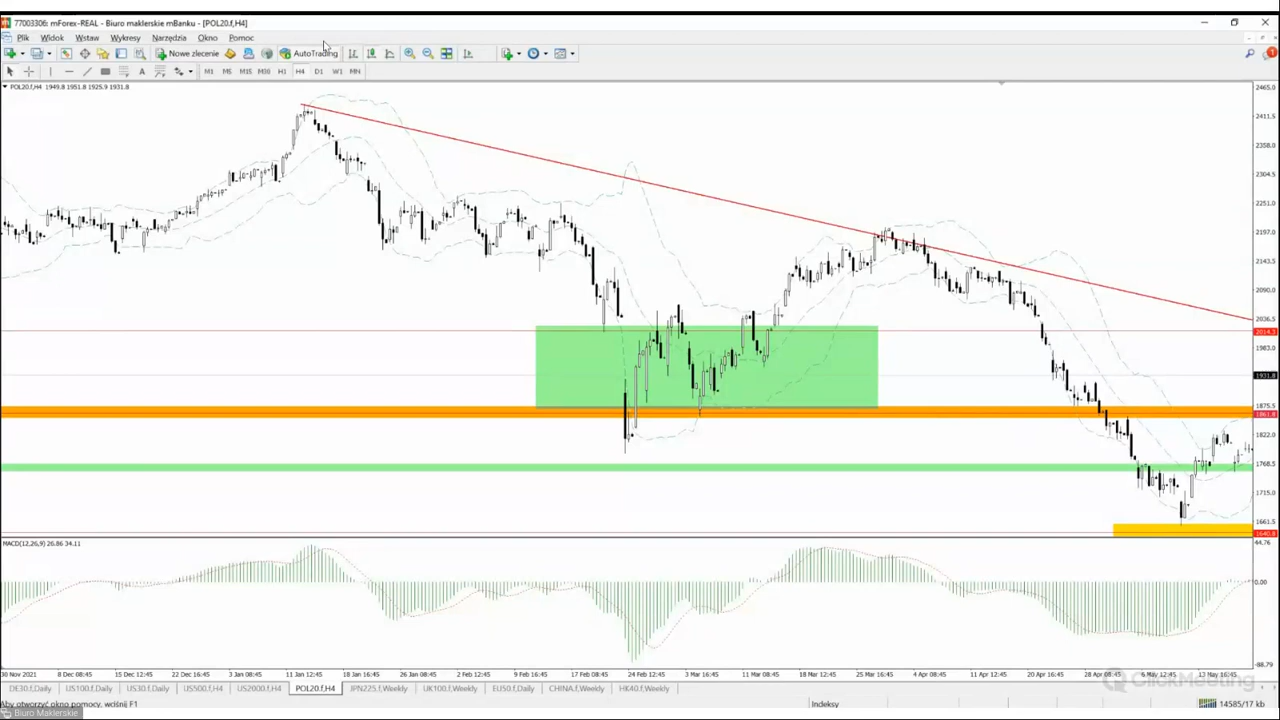 77003306: mForex-REAL - Biuro maklerskie mBanku - [POL20.f,H4]
Plik Widok Wstaw Wykresy Narzędzia Okno Pomoc
Nowe zlecenie AutoTrading
M1 M5 M15 M30 H1 H4 D1 W1 MN
POL20.f,H4 1949.8 1951.8 1925.9 1931.8
2465.0
2411.5
2358.0
2304.5
2251.0
2197.0
2143.5
2090.0
2036.5
2014.3
1983.0
1931.8
1875.5
1861.8
1822.0
1768.5
1715.0
1661.5
1640.8
MACD(12,26,9) 26.86 34.11
44,76
0.00
-88.79
30 Nov 2021 8 Dec 08:45 15 Dec 12:45 22 Dec 16:45 3 Jan 08:45 11 Jan 12:45 18 Jan 16:45 26 Jan 08:45 2 Feb 12:45 9 Feb 16:45 17 Feb 08:45 24 Feb 12:45 3 Mar 16:45 11 Mar 08:45 18 Mar 12:45 25 Mar 16:45 4 Apr 08:45 11 Apr 12:45 20 Apr 16:45 28 Apr 08:45 6 May 12:45 13 May 16:45
DE30.f,Daily US100.f,Daily US30.f,Daily US500.f,H4 US2000.f,H4 POL20.f,H4 JPN225.f,Weekly UK100.f,Weekly EU50.f,Daily CHINA.f,Weekly HK40.f,Weekly
ClickMeeting
Aby otworzyć okno pomocy, wciśnij F1 Indeksy 14585/17 kb
Biuro Maklerskie